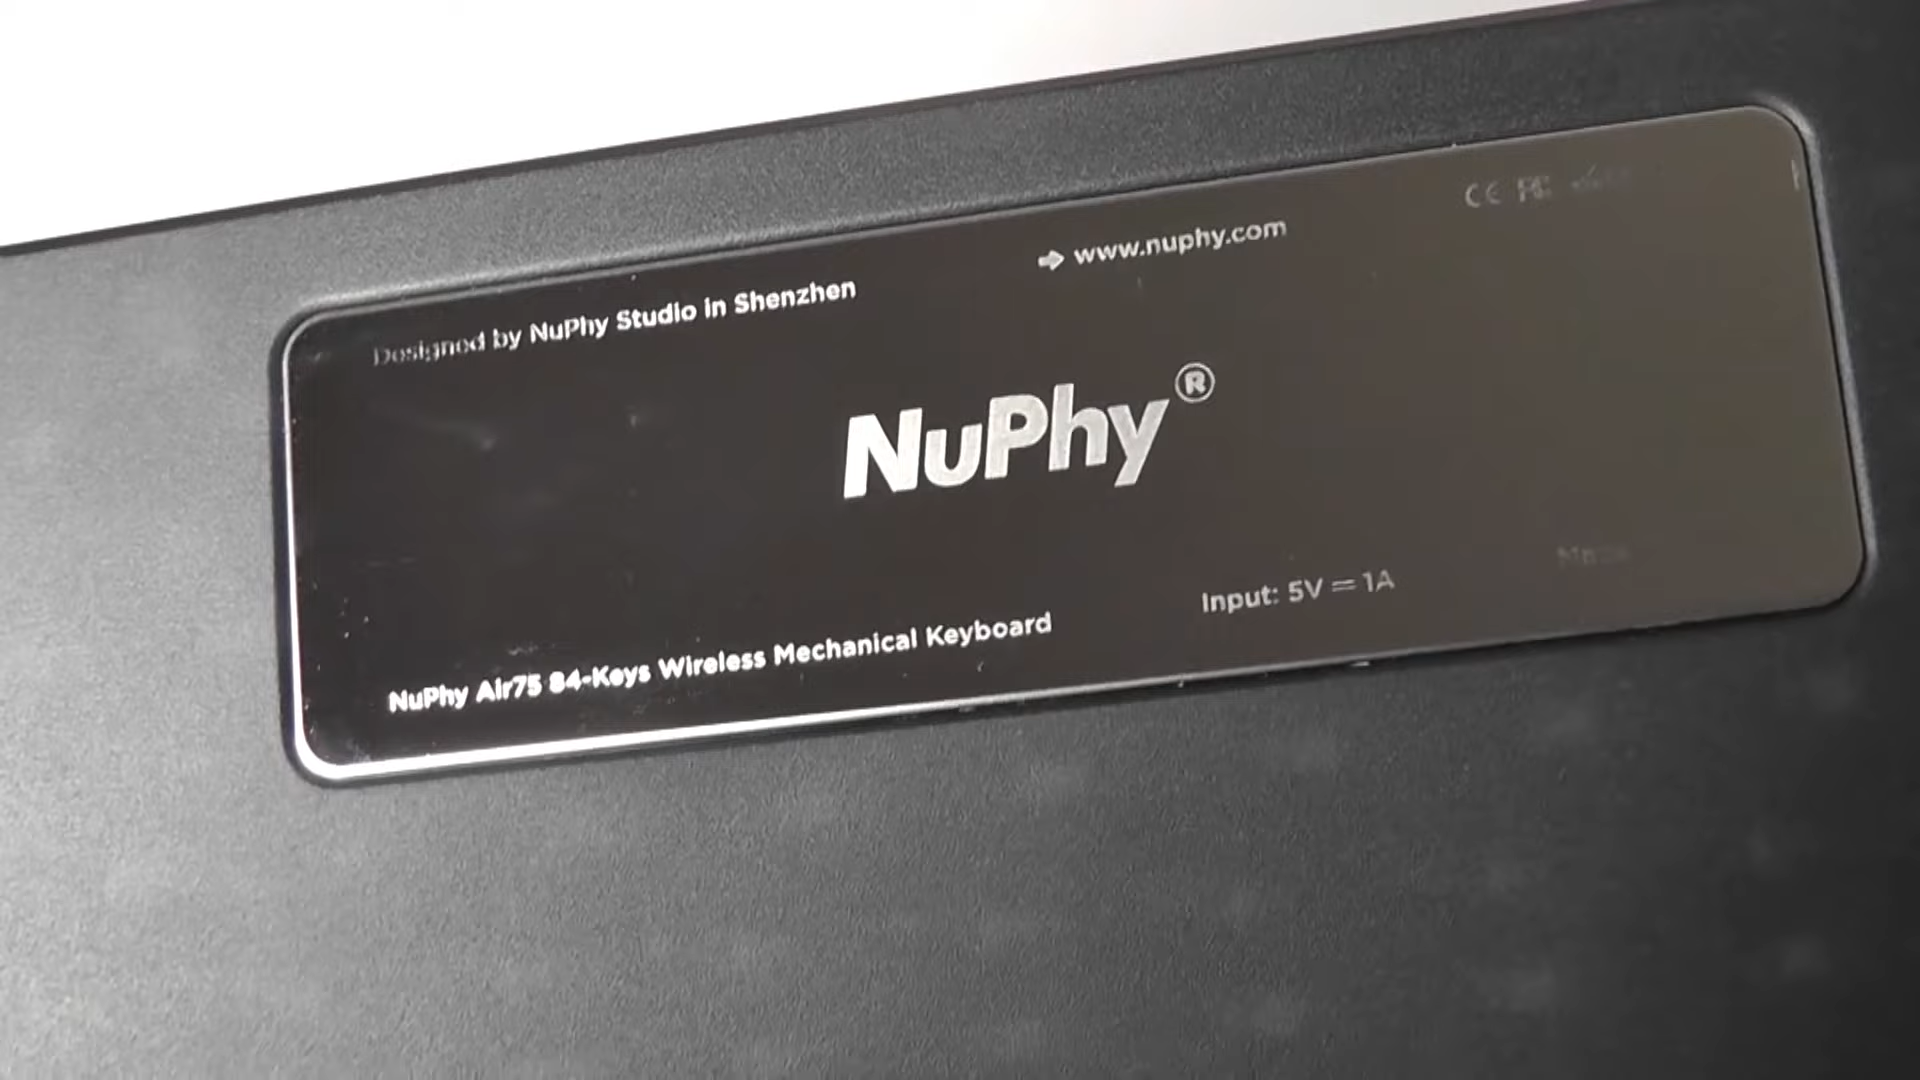 Designed by NuPhy Studio in Shenzhen
➡ www.nuphy.com
CE
NuPhy®
NuPhy Air75 84-Keys Wireless Mechanical Keyboard
Input: 5V ⎓ 1A